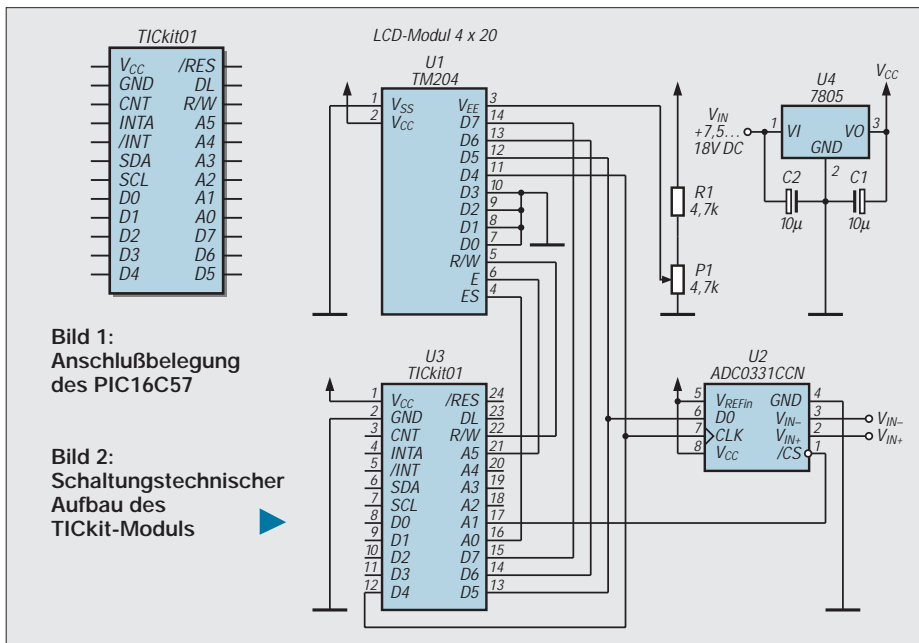 TICkit01
VCC /RES
GND DL
CNT R/W
INTA A5
/INT A4
SDA A3
SCL A2
D0 A1
D1 A0
D2 D7
D3 D6
D4 D5
Bild 1:
Anschlußbelegung
des PIC16C57
Bild 2:
Schaltungstechnischer
Aufbau des
TICkit-Moduls
LCD-Modul 4 x 20
U1
TM204
1 VSS VEE 3
2 VCC D7 14
D6 13
D5 12
D4 11
D3 10
D2 9
D1 8
D0 7
R/W 5
E 6
ES 4
R1
4,7k
P1
4,7k
U4
7805
VCC
VIN
+7,5...
18V DC
1 VI VO 3
GND
2
C2
10µ
C1
10µ
U3
TICkit01
1 VCC /RES 24
2 GND DL 23
3 CNT R/W 22
4 INTA A5 21
5 /INT A4 20
6 SDA A3 19
7 SCL A2 18
8 D0 A1 17
9 D1 A0 16
10 D2 D7 15
11 D3 D6 14
12 D4 D5 13
U2
ADC0331CCN
5 VREFin GND 4
6 D0 VIN– 3 VIN–
7 CLK VIN+ 2 VIN+
8 VCC /CS 1